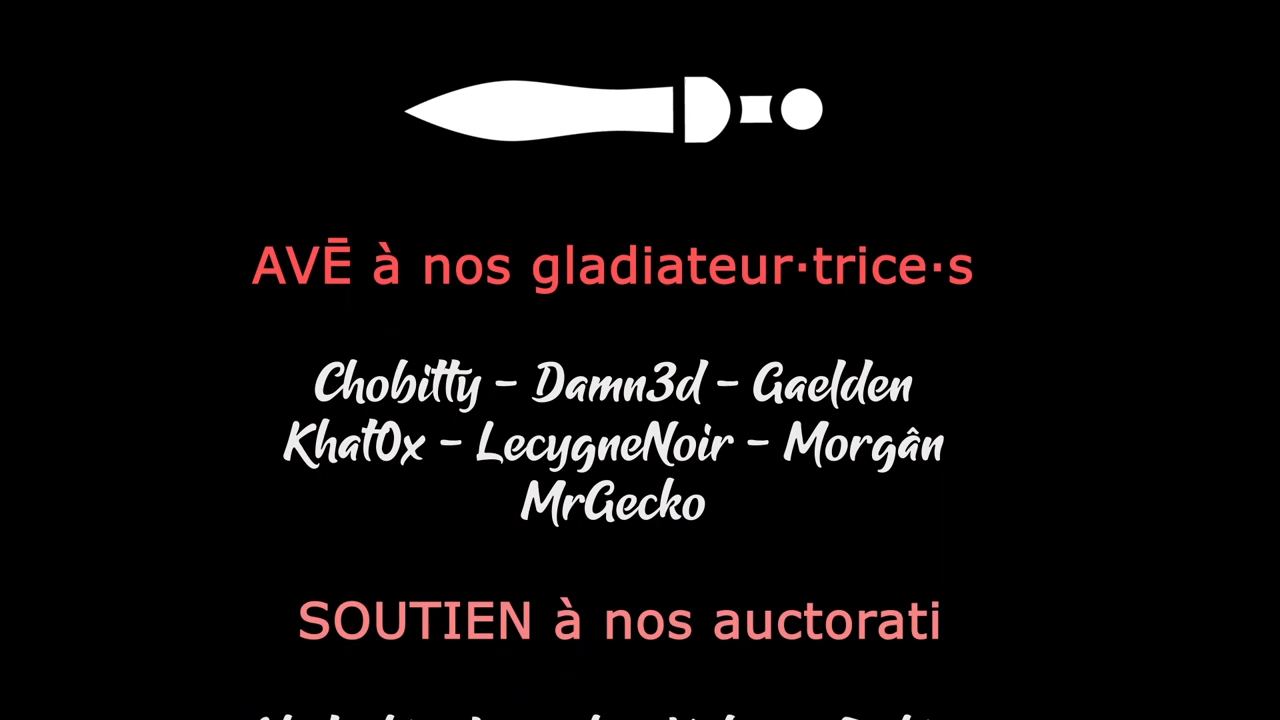 AVĒ à nos gladiateur·trice·s
Chobitty - Damn3d - Gaelden
Khat0x - LecygneNoir - Morgân
MrGecko
SOUTIEN à nos auctorati